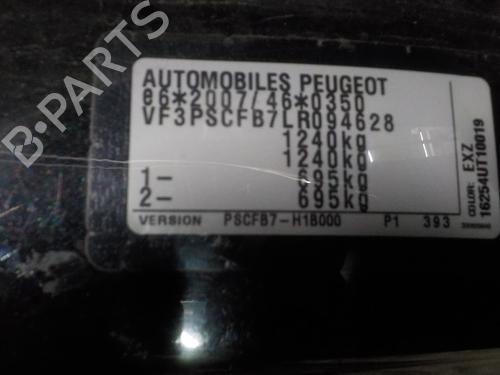 B-PARTS
AUTOMOBILES PEUGEOT
e6*2007/46*0350
VF3PSCFB7LR094628
1240kg
1240kg
1- 695kg
2- 695kg
VERSION PSCFB7-H1B000 P1 393
COLOR: EXZ
16254UT10019